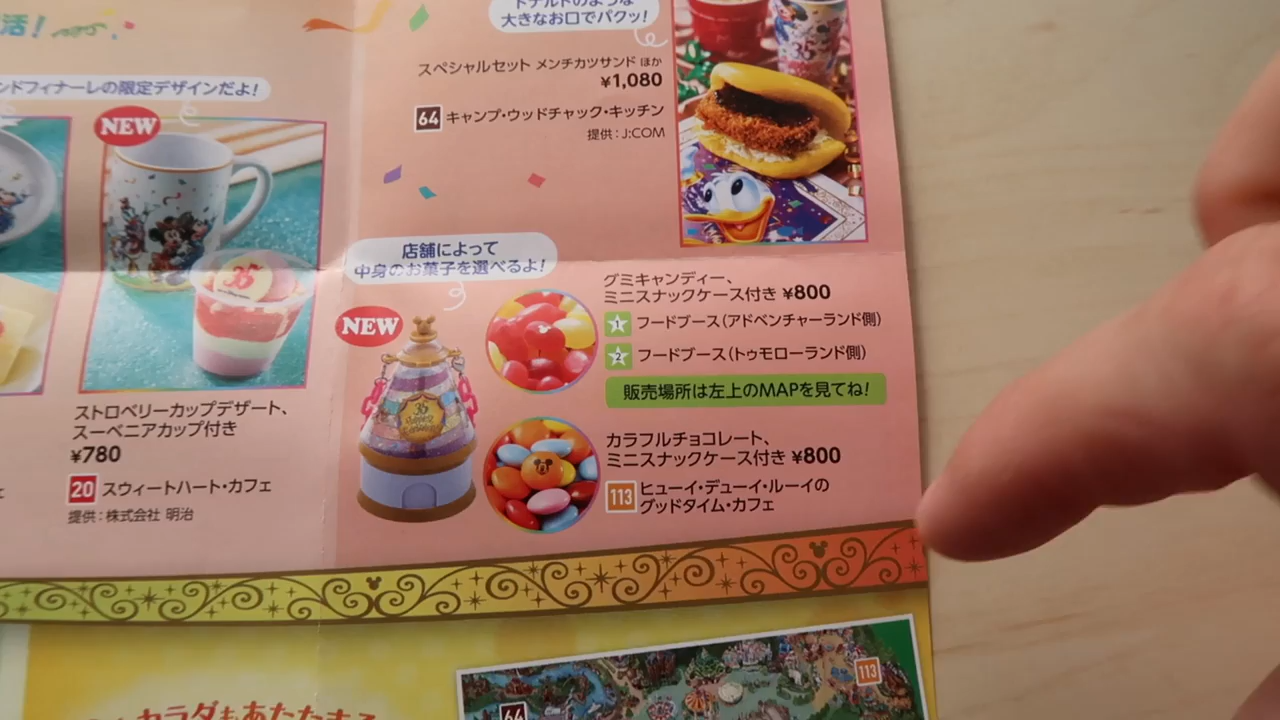 活!
ドナルドのような
大きなお口でパクッ!
スペシャルセット メンチカツサンド ほか
¥1,080
64 キャンプ・ウッドチャック・キッチン
提供:J:COM
ンドフィナーレの限定デザインだよ!
NEW
35
ストロベリーカップデザート、
スーベニアカップ付き
¥780
20 スウィートハート・カフェ
提供:株式会社 明治
店舗によって
中身のお菓子を選べるよ!
NEW
35
グミキャンディー、
ミニスナックケース付き ¥800
1 フードブース(アドベンチャーランド側)
2 フードブース(トゥモローランド側)
販売場所は左上のMAPを見てね!
カラフルチョコレート、
ミニスナックケース付き ¥800
113 ヒューイ・デューイ・ルーイの
グッドタイム・カフェ
113
64
カラダもあたたまる